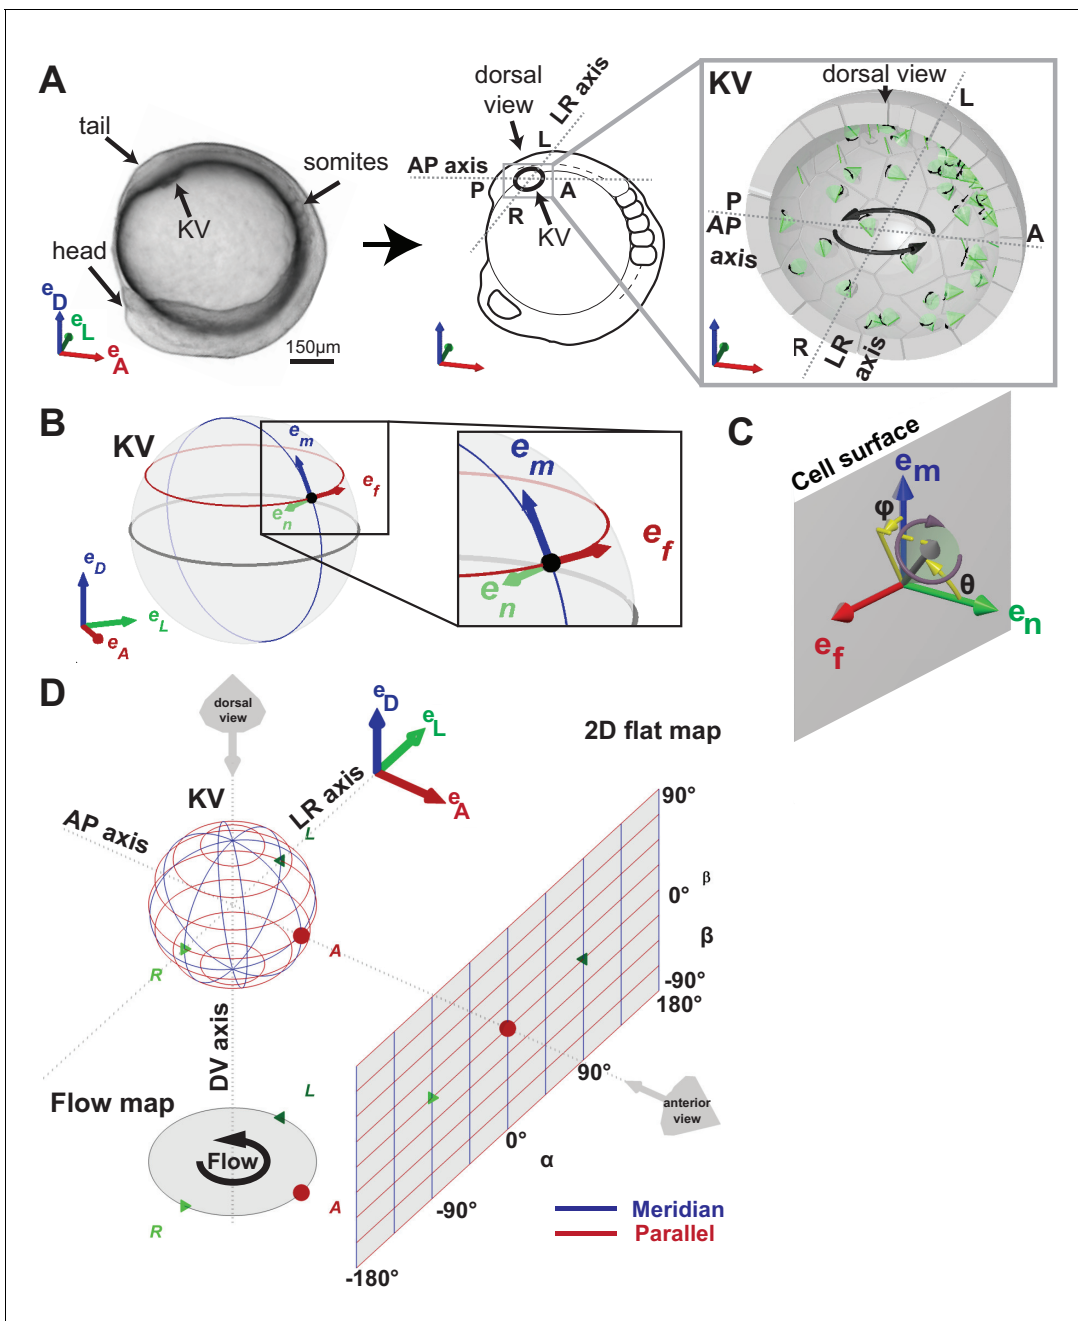 A
tail
KV
somites
head
e_D
e_L
e_A
150µm
dorsal
view
LR axis
L
AP axis
P
A
R
KV
KV
dorsal view
L
P
AP
axis
A
R
LR
axis
B
KV
e_m
e_f
e_n
e_D
e_L
e_A
e_m
e_f
e_n
C
Cell surface
e_m
φ
θ
e_n
e_f
D
dorsal
view
e_D
e_L
e_A
2D flat map
KV
AP axis
LR axis
L
A
R
DV axis
90°
0°
β
β
-90°
180°
90°
0°
α
-90°
-180°
anterior
view
Flow map
L
Flow
A
R
Meridian
Parallel